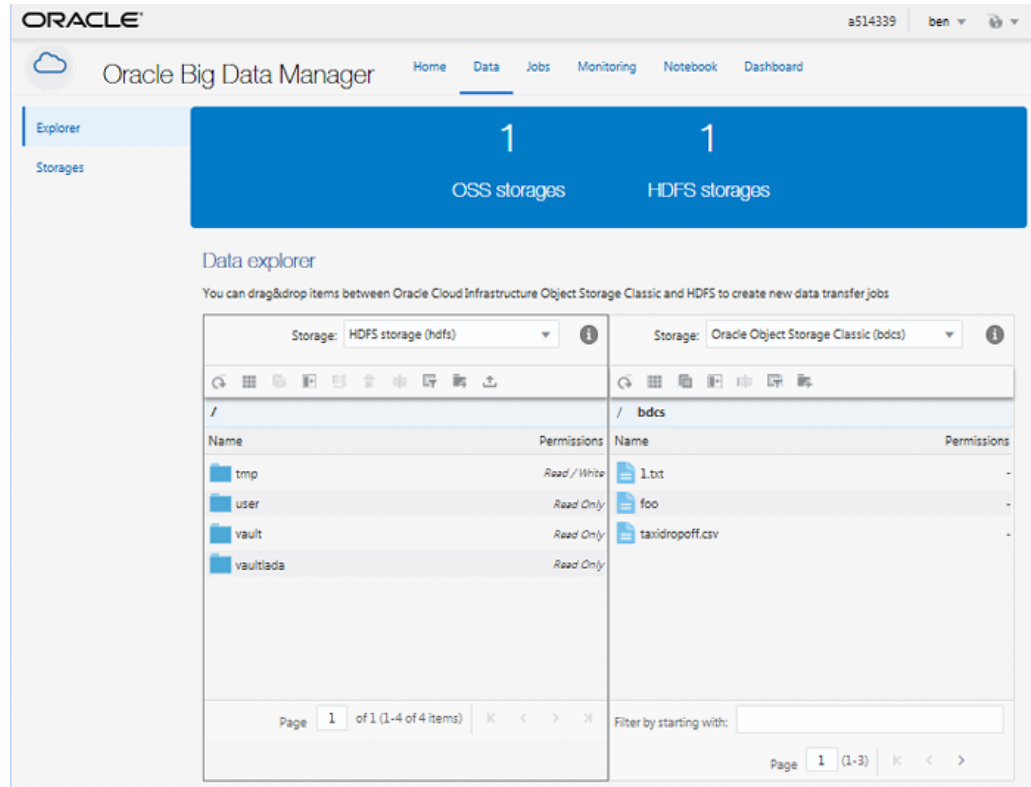 ORACLE® a514339 ben
Oracle Big Data Manager Home Data Jobs Monitoring Notebook Dashboard
Explorer
Storages
1 1
OSS storages HDFS storages
Data explorer
You can drag&drop items between Oracle Cloud Infrastructure Object Storage Classic and HDFS to create new data transfer jobs
Storage: HDFS storage (hdfs) Storage: Oracle Object Storage Classic (bdcs)
/ / bdcs
Name Permissions Name Permissions
tmp Read / Write 1.txt -
user Read Only foo -
vault Read Only taxidropoff.csv -
vaultlada Read Only
Page 1 of 1 (1-4 of 4 items) Filter by starting with:
Page 1 (1-3)